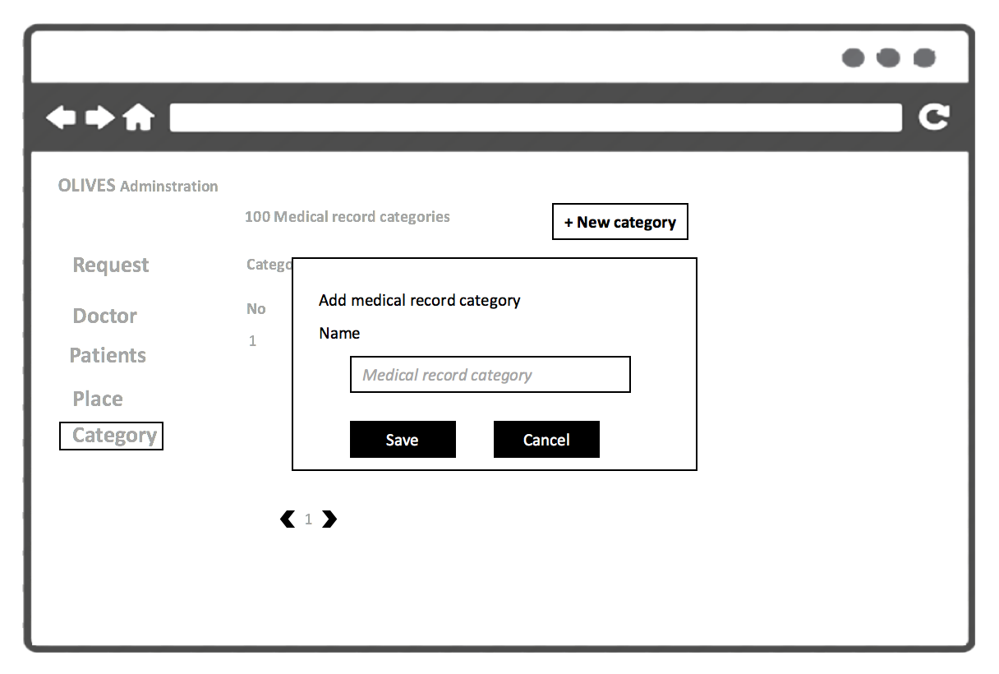 OLIVES Adminstration
100 Medical record categories
+ New category
Request
Doctor
Patients
Place
Category
Catego
No
1
Add medical record category
Name
Medical record category
Save Cancel
1